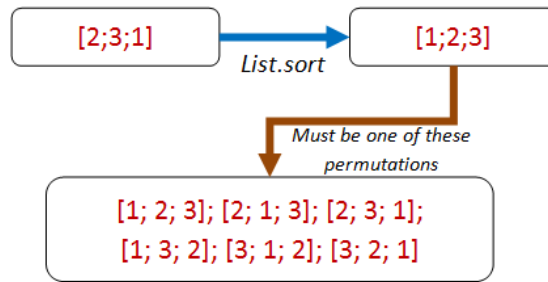 [2;3;1]
[1;2;3]
List.sort
Must be one of these
permutations
[1; 2; 3]; [2; 1; 3]; [2; 3; 1];
[1; 3; 2]; [3; 1; 2]; [3; 2; 1]